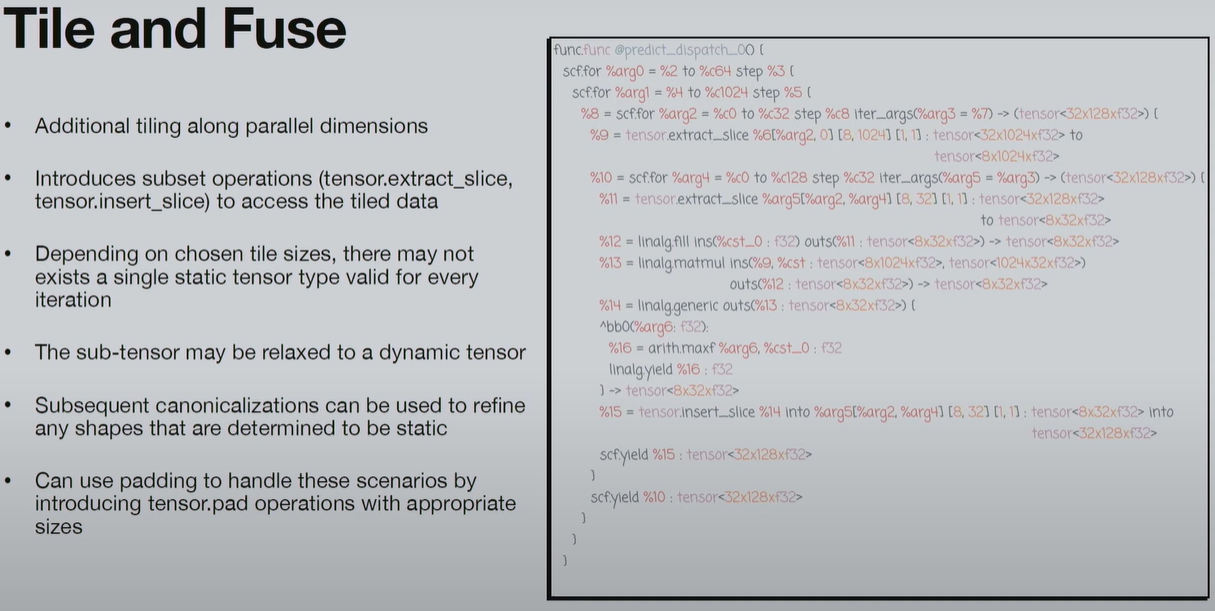 Tile and Fuse
• Additional tiling along parallel dimensions
• Introduces subset operations (tensor.extract_slice,
tensor.insert_slice) to access the tiled data
• Depending on chosen tile sizes, there may not
exists a single static tensor type valid for every
iteration
• The sub-tensor may be relaxed to a dynamic tensor
• Subsequent canonicalizations can be used to refine
any shapes that are determined to be static
• Can use padding to handle these scenarios by
introducing tensor.pad operations with appropriate
sizes
func.func @predict_dispatch_0() {
scf.for %arg0 = %2 to %c64 step %3 {
scf.for %arg1 = %4 to %c1024 step %5 {
%8 = scf.for %arg2 = %c0 to %c32 step %c8 iter_args(%arg3 = %7) -> (tensor<32x128xf32>) {
%9 = tensor.extract_slice %6[%arg2, 0] [8, 1024] [1, 1] : tensor<32x1024xf32> to
tensor<8x1024xf32>
%10 = scf.for %arg4 = %c0 to %c128 step %c32 iter_args(%arg5 = %arg3) -> (tensor<32x128xf32>) {
%11 = tensor.extract_slice %arg5[%arg2, %arg4] [8, 32] [1, 1] : tensor<32x128xf32>
to tensor<8x32xf32>
%12 = linalg.fill ins(%cst_0 : f32) outs(%11 : tensor<8x32xf32>) -> tensor<8x32xf32>
%13 = linalg.matmul ins(%9, %cst : tensor<8x1024xf32>, tensor<1024x32xf32>)
outs(%12 : tensor<8x32xf32>) -> tensor<8x32xf32>
%14 = linalg.generic outs(%13 : tensor<8x32xf32>) {
^bb0(%arg6: f32):
%16 = arith.maxf %arg6, %cst_0 : f32
linalg.yield %16 : f32
} -> tensor<8x32xf32>
%15 = tensor.insert_slice %14 into %arg5[%arg2, %arg4] [8, 32] [1, 1] : tensor<8x32xf32> into
tensor<32x128xf32>
scf.yield %15 : tensor<32x128xf32>
}
scf.yield %10 : tensor<32x128xf32>
}
}
}